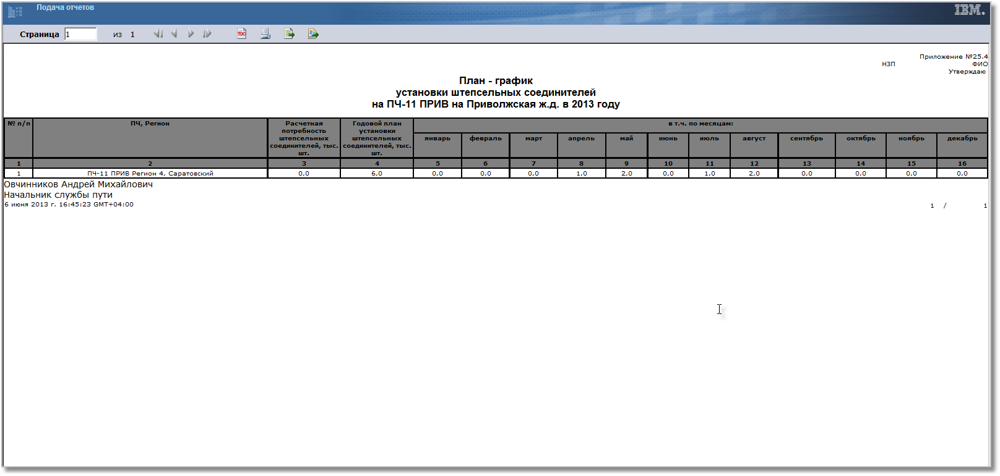 Подача отчетов
IBM.
Страница 1 из 1
TOC
Приложение №25.4
НЗП ФИО
Утверждаю
План - график
установки штепсельных соединителей
на ПЧ-11 ПРИВ на Приволжская ж.д. в 2013 году
№ п/п
ПЧ, Регион
Расчетная
потребность
штепсельных
соединителей, тыс.
шт.
Годовой план
установки
штепсельных
соединителей, тыс.
шт.
в т.ч. по месяцам:
январь февраль март апрель май июнь июль август сентябрь октябрь ноябрь декабрь
1 2 3 4 5 6 7 8 9 10 11 12 13 14 15 16
1 ПЧ-11 ПРИВ Регион 4, Саратовский 0,0 6,0 0,0 0,0 0,0 1,0 2,0 0,0 1,0 2,0 0,0 0,0 0,0 0,0
Овчинников Андрей Михайлович
Начальник службы пути
6 июня 2013 г. 16:45:23 GMT+04:00
1 / 1